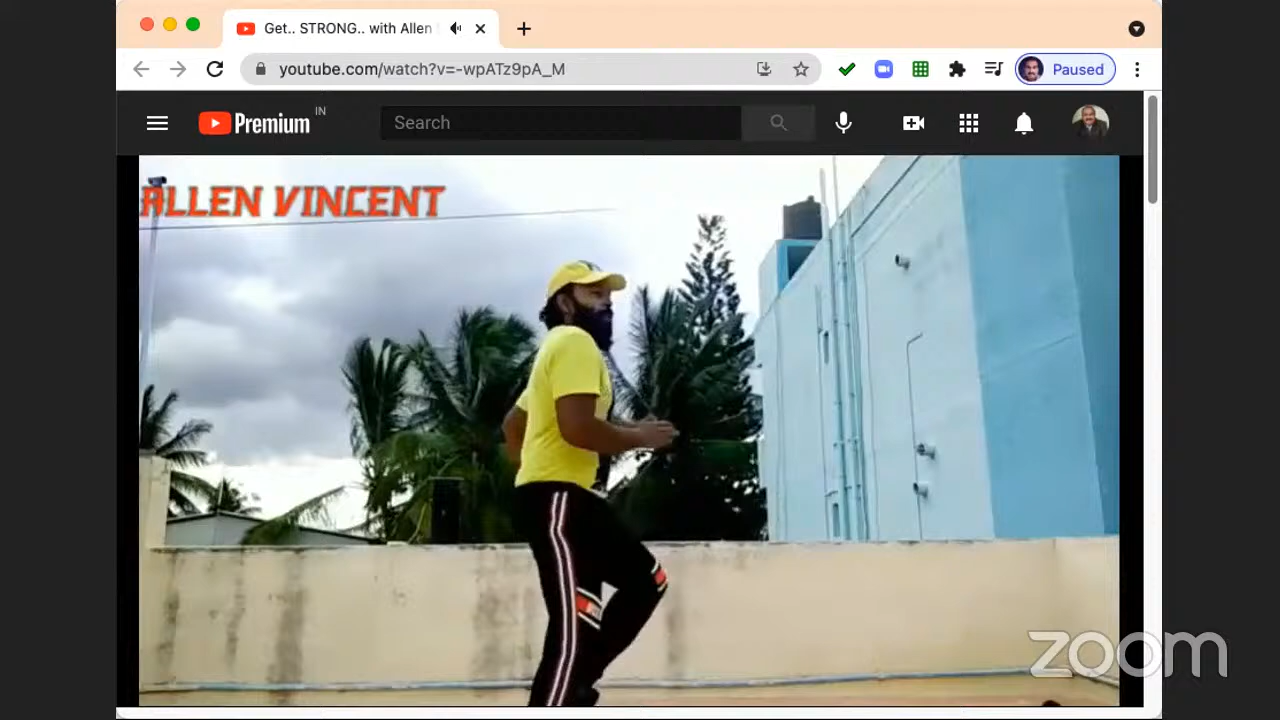 Get.. STRONG.. with Allen
youtube.com/watch?v=-wpATz9pA_M
Paused
Premium IN
Search
ALLEN VINCENT
zoom